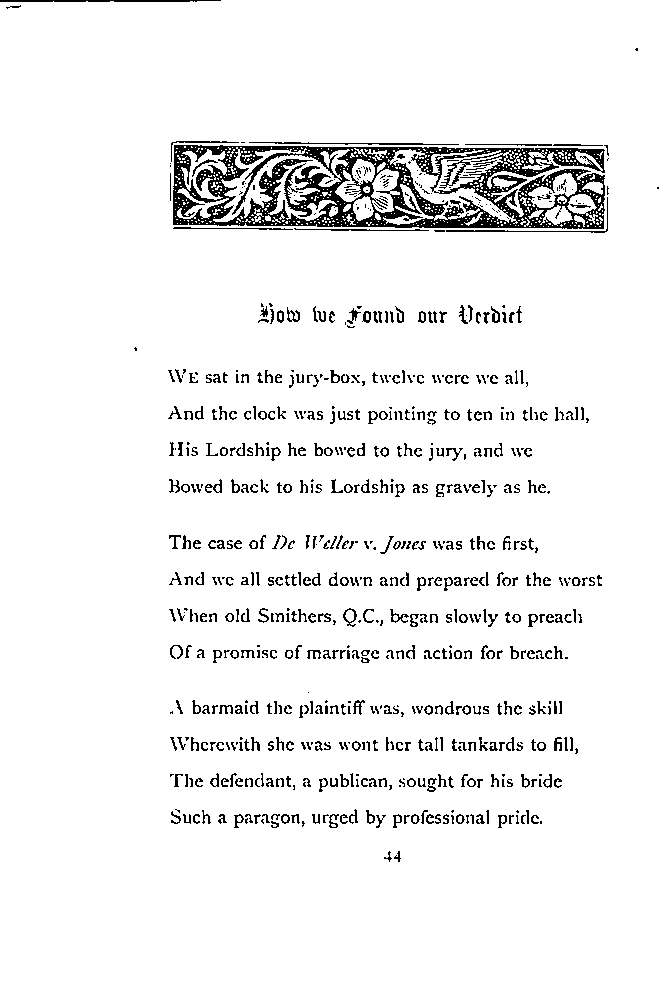 How we Found our Verdict
WE sat in the jury-box, twelve were we all,
And the clock was just pointing to ten in the hall,
His Lordship he bowed to the jury, and we
Bowed back to his Lordship as gravely as he.
The case of De Weller v. Jones was the first,
And we all settled down and prepared for the worst
When old Smithers, Q.C., began slowly to preach
Of a promise of marriage and action for breach.
A barmaid the plaintiff was, wondrous the skill
Wherewith she was wont her tall tankards to fill,
The defendant, a publican, sought for his bride
Such a paragon, urged by professional pride.
44